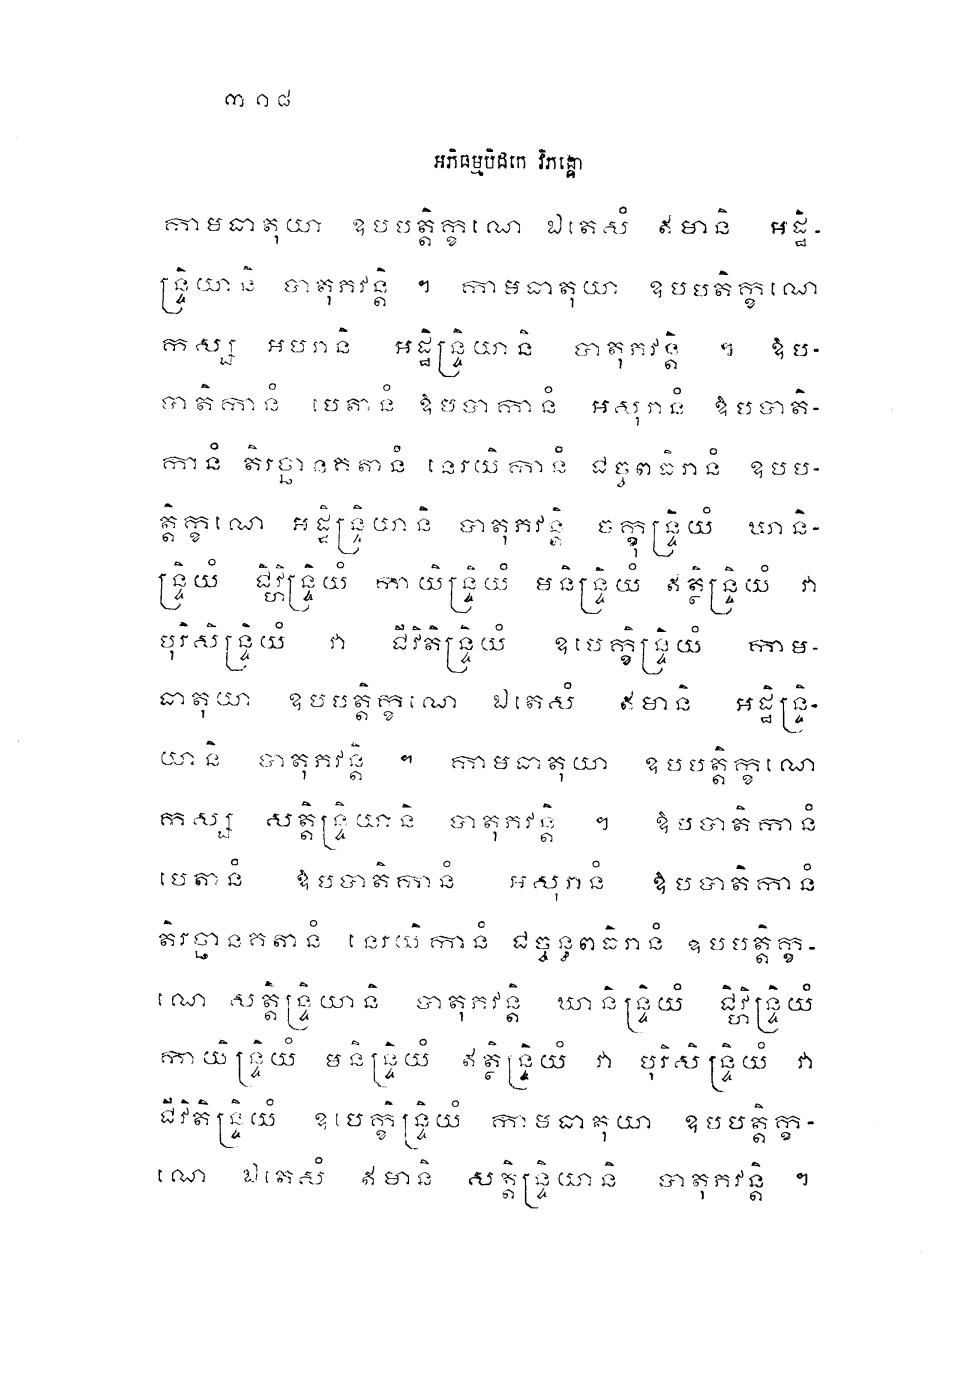 ៣១៨
អភិធម្មបិដកេ វិភង្គោ
កាមធាតុយា ឧបបត្តិក្ខណេ ឯតេសំ ឥមានិ អដ្ឋិ-
ន្ទ្រិយានិ បាតុភវន្តិ ។ កាមធាតុយា ឧបបតិក្ខណេ
កស្ស អបរានិ អដ្ឋិន្ទ្រិយានិ បាតុភវន្តិ ។ ឱប-
បាតិកានំ បេតានំ ឱបបាកានំ អសុរានំ ឱបបាតិ-
កានំ តិរច្ឆានគតានំ នេរយិកានំ ជច្ចពធិរានំ ឧបប-
ត្តិក្ខណេ អដ្ឋិន្ទ្រិយានិ បាតុភវន្តិ ចក្ខុន្ទ្រិយំ ឃានិ-
ន្ទ្រិយំ ជិវ្ហិន្ទ្រិយំ កាយិន្ទ្រិយំ មនិន្ទ្រិយំ ឥត្ថិន្ទ្រិយំ វា
បុរិសិន្ទ្រិយំ វា ជីវិតិន្ទ្រិយំ ឧបេក្ខិន្ទ្រិយំ កាម-
ធាតុយា ឧបបត្តិក្ខណេ ឯតេសំ ឥមានិ អដ្ឋិន្ទ្រិ-
យានិ បាតុភវន្តិ ។ កាមធាតុយា ឧបបត្តិក្ខណេ
កស្ស សត្តិន្ទ្រិយានិ បាតុភវន្តិ ។ ឱបបាតិកានំ
បេតានំ ឱបបាតិកានំ អសុរានំ ឱបបាតិកានំ
តិរច្ឆានគតានំ នេរយិកានំ ជច្ចន្ធពធិរានំ ឧបបត្តិក្ខ-
ណេ សត្តិន្ទ្រិយានិ បាតុភវន្តិ ឃានិន្ទ្រិយំ ជិវ្ហិន្ទ្រិយំ
កាយិន្ទ្រិយំ មនិន្ទ្រិយំ ឥត្ថិន្ទ្រិយំ វា បុរិសិន្ទ្រិយំ វា
ជីវិតិន្ទ្រិយំ ឧបេក្ខិន្ទ្រិយំ កាមធាតុយា ឧបបត្តិក្ខ-
ណេ ឯតេសំ ឥមានិ សត្តិន្ទ្រិយានិ បាតុភវន្តិ ។